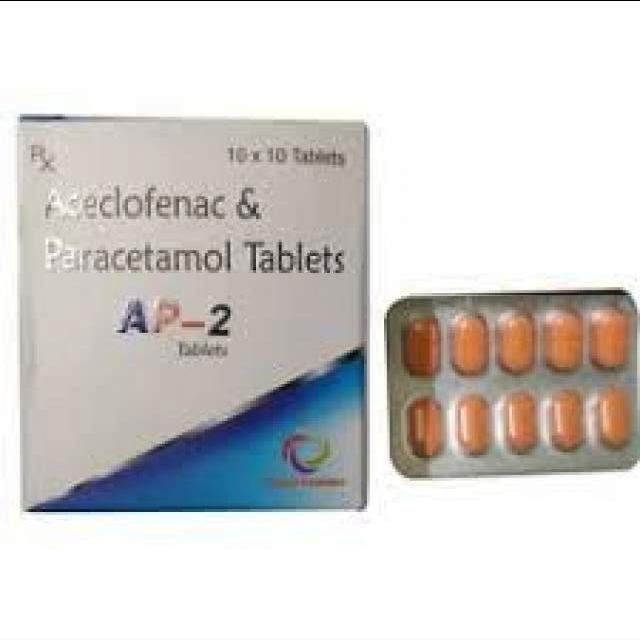 Rx
10 x 10 Tablets
Aceclofenac &
Paracetamol Tablets
AP-2
Tablets